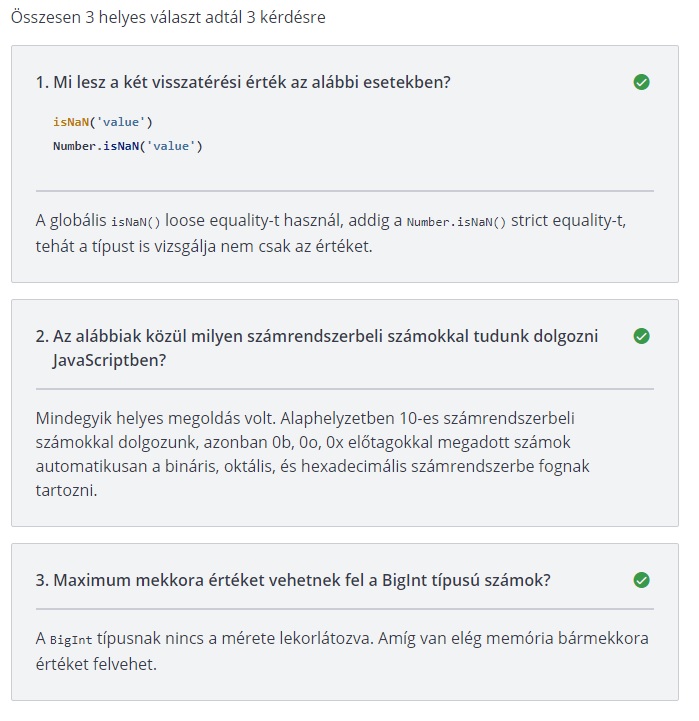 Összesen 3 helyes választ adtál 3 kérdésre
1. Mi lesz a két visszatérési érték az alábbi esetekben?
isNaN('value')
Number.isNaN('value')
A globális isNaN() loose equality-t használ, addig a Number.isNaN() strict equality-t,
tehát a típust is vizsgálja nem csak az értéket.
2. Az alábbiak közül milyen számrendszerbeli számokkal tudunk dolgozni
JavaScriptben?
Mindegyik helyes megoldás volt. Alaphelyzetben 10-es számrendszerbeli
számokkal dolgozunk, azonban 0b, 0o, 0x előtagokkal megadott számok
automatikusan a bináris, oktális, és hexadecimális számrendszerbe fognak
tartozni.
3. Maximum mekkora értéket vehetnek fel a BigInt típusú számok?
A BigInt típusnak nincs a mérete lekorlátozva. Amíg van elég memória bármekkora
értéket felvehet.